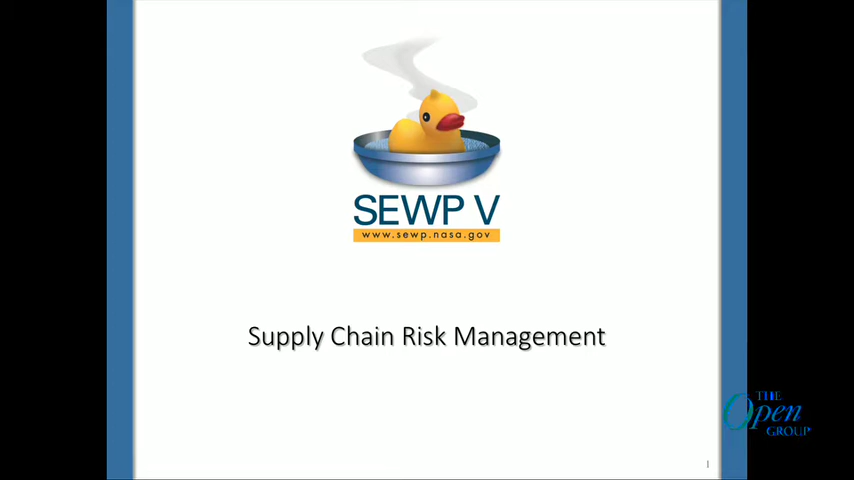 SEWP V
www.sewp.nasa.gov
Supply Chain Risk Management
THE
Open
GROUP
1